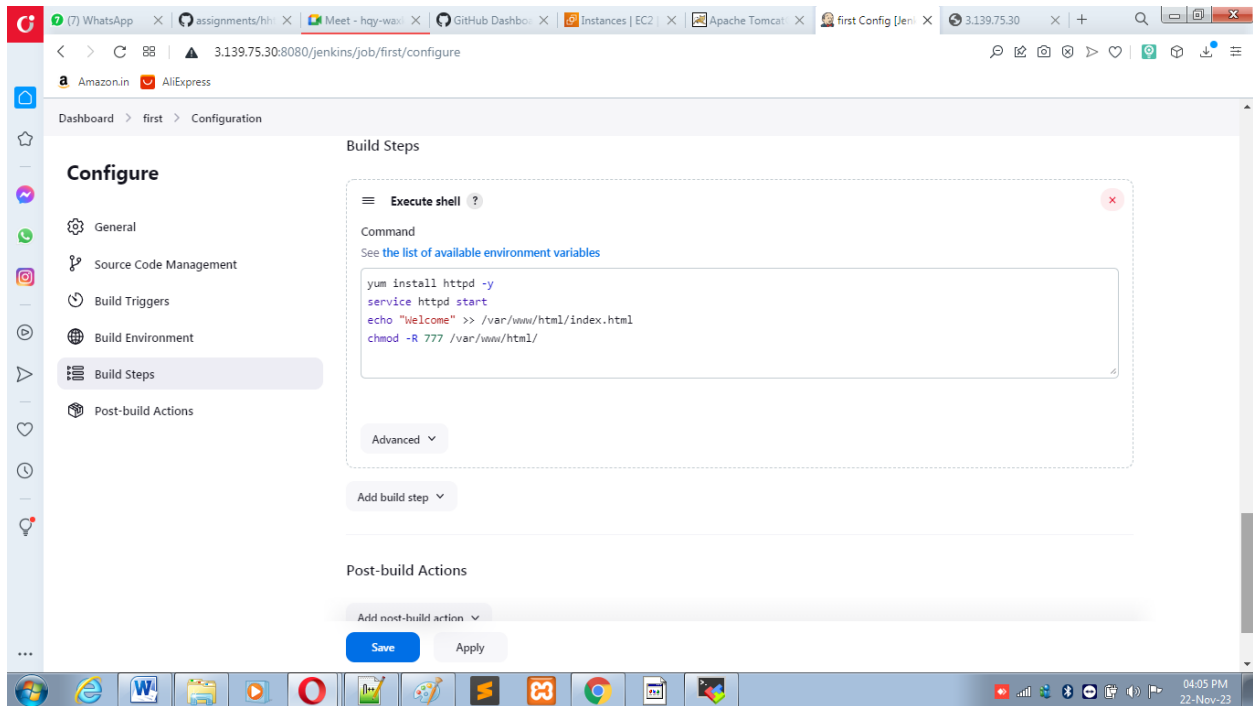 (7) WhatsApp
assignments/hht
Meet - hqy-waxi
GitHub Dashboa
Instances | EC2 |
Apache Tomcat
first Config [Jen
3.139.75.30
3.139.75.30:8080/jenkins/job/first/configure
Amazon.in
AliExpress
Dashboard > first > Configuration
Configure
General
Source Code Management
Build Triggers
Build Environment
Build Steps
Post-build Actions
Build Steps
Execute shell ?
Command
See the list of available environment variables
yum install httpd -y
service httpd start
echo "Welcome" >> /var/www/html/index.html
chmod -R 777 /var/www/html/
Advanced
Add build step
Post-build Actions
Add post-build action
Save
Apply
04:05 PM
22-Nov-23